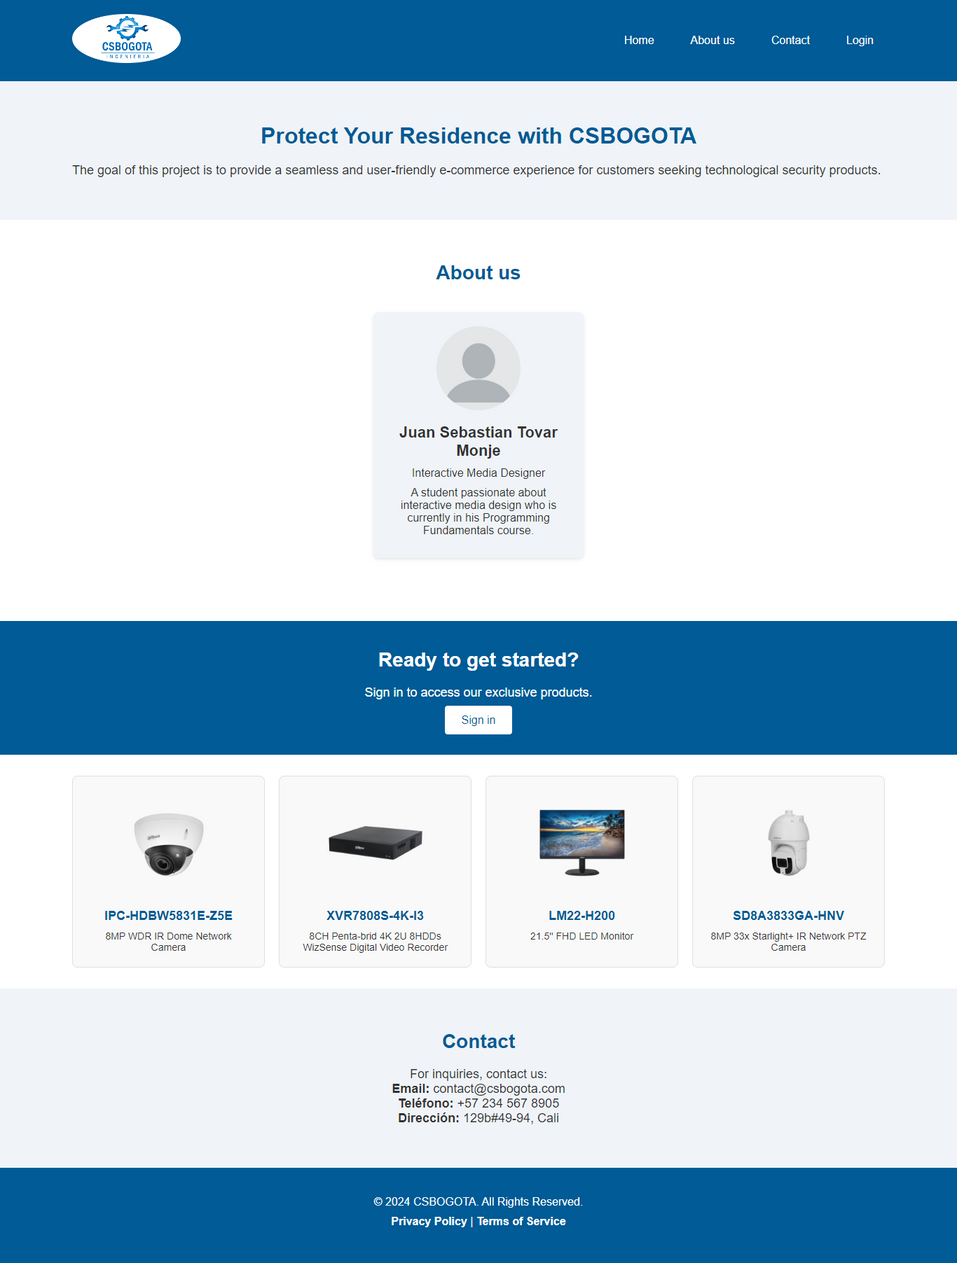 CSBOGOTA
INGENIERIA
Home About us Contact Login
Protect Your Residence with CSBOGOTA
The goal of this project is to provide a seamless and user-friendly e-commerce experience for customers seeking technological security products.
About us
Juan Sebastian Tovar
Monje
Interactive Media Designer
A student passionate about
interactive media design who is
currently in his Programming
Fundamentals course.
Ready to get started?
Sign in to access our exclusive products.
Sign in
IPC-HDBW5831E-Z5E
8MP WDR IR Dome Network
Camera
XVR7808S-4K-I3
8CH Penta-brid 4K 2U 8HDDs
WizSense Digital Video Recorder
LM22-H200
21.5" FHD LED Monitor
SD8A3833GA-HNV
8MP 33x Starlight+ IR Network PTZ
Camera
Contact
For inquiries, contact us:
Email: contact@csbogota.com
Teléfono: +57 234 567 8905
Dirección: 129b#49-94, Cali
© 2024 CSBOGOTA. All Rights Reserved.
Privacy Policy | Terms of Service